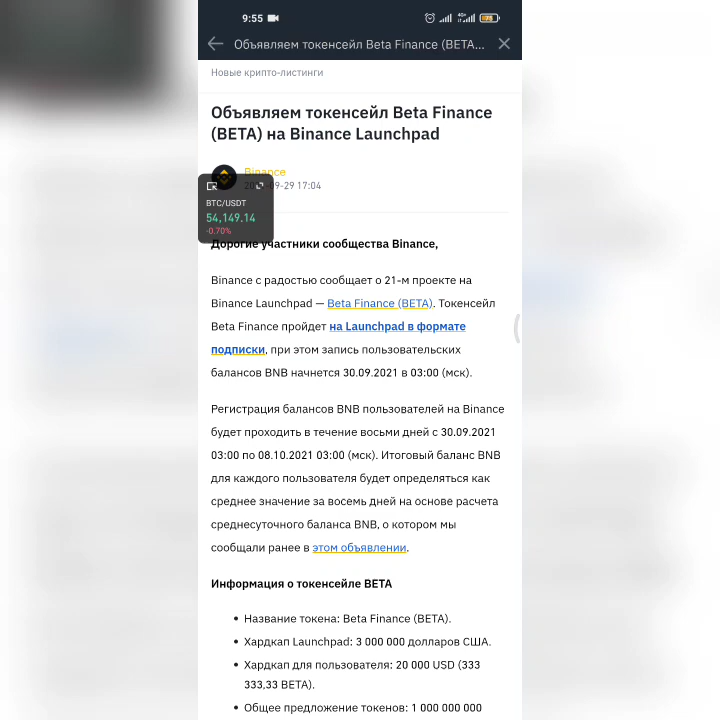 9:55
4G+
75
Объявляем токенсейл Beta Finance (BETA...
Новые крипто-листинги
Объявляем токенсейл Beta Finance
(BETA) на Binance Launchpad
Binance
-09-29 17:04
BTC/USDT
54,149.14
-0.70%
Дорогие участники сообщества Binance,
Binance с радостью сообщает о 21-м проекте на
Binance Launchpad — Beta Finance (BETA). Токенсейл
Beta Finance пройдет на Launchpad в формате
подписки, при этом запись пользовательских
балансов BNB начнется 30.09.2021 в 03:00 (мск).
Регистрация балансов BNB пользователей на Binance
будет проходить в течение восьми дней с 30.09.2021
03:00 по 08.10.2021 03:00 (мск). Итоговый баланс BNB
для каждого пользователя будет определяться как
среднее значение за восемь дней на основе расчета
среднесуточного баланса BNB, о котором мы
сообщали ранее в этом объявлении.
Информация о токенсейле BETA
• Название токена: Beta Finance (BETA).
• Хардкап Launchpad: 3 000 000 долларов США.
• Хардкап для пользователя: 20 000 USD (333
333,33 BETA).
• Общее предложение токенов: 1 000 000 000